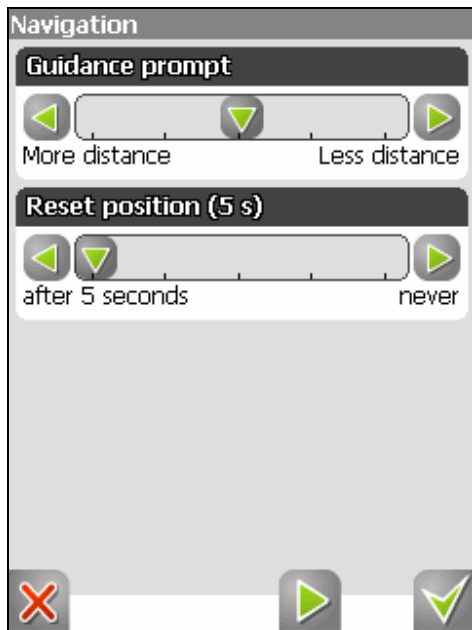 Navigation
Guidance prompt
More distance Less distance
Reset position (5 s)
after 5 seconds never